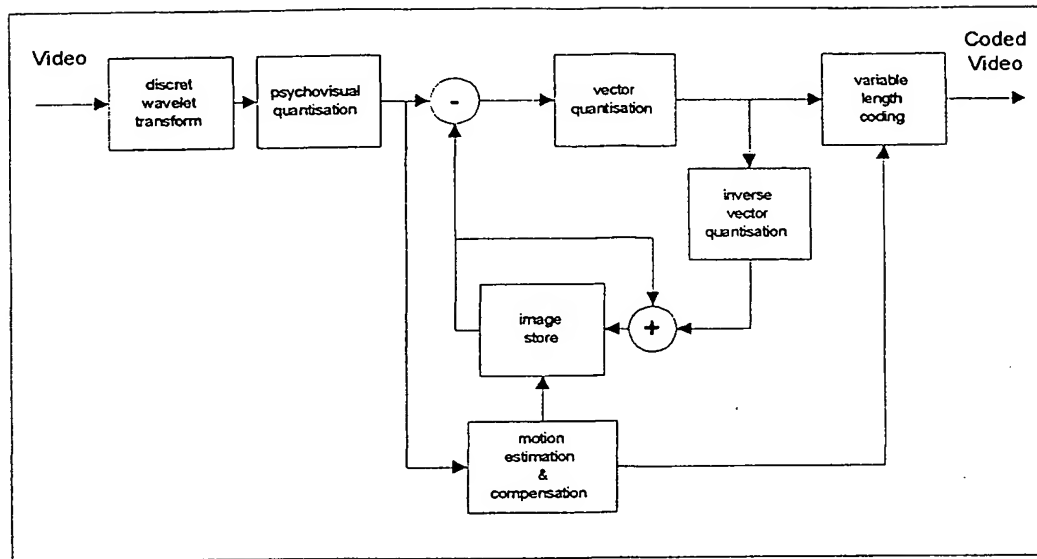 Video
discret
wavelet
transform
psychovisual
quantisation
-
vector
quantisation
variable
length
coding
Coded
Video
inverse
vector
quantisation
image
store
+
motion
estimation
&
compensation